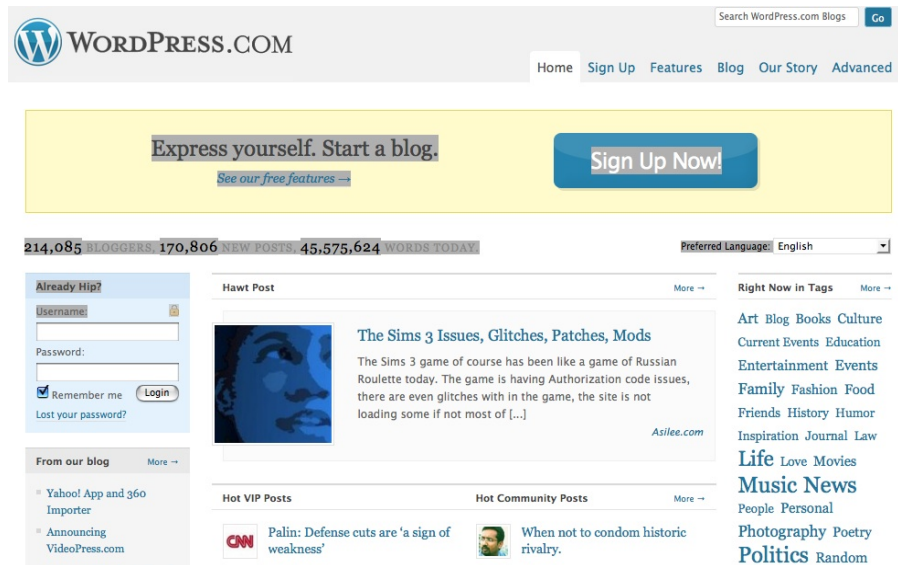 Search WordPress.com Blogs Go
WORDPRESS.COM
Home Sign Up Features Blog Our Story Advanced
Express yourself. Start a blog.
See our free features →
Sign Up Now!
214,085 BLOGGERS, 170,806 NEW POSTS, 45,575,624 WORDS TODAY.
Preferred Language: English
Already Hip?
Username:
Password:
Remember me Login
Lost your password?
From our blog More →
Yahoo! App and 360
Importer
Announcing
VideoPress.com
Hawt Post More →
The Sims 3 Issues, Glitches, Patches, Mods
The Sims 3 game of course has been like a game of Russian
Roulette today. The game is having Authorization code issues,
there are even glitches with in the game, the site is not
loading some if not most of [...]
Asilee.com
Hot VIP Posts
CNN
Palin: Defense cuts are ‘a sign of
weakness’
Hot Community Posts More →
When not to condom historic
rivalry.
Right Now in Tags More →
Art Blog Books Culture
Current Events Education
Entertainment Events
Family Fashion Food
Friends History Humor
Inspiration Journal Law
Life Love Movies
Music News
People Personal
Photography Poetry
Politics Random